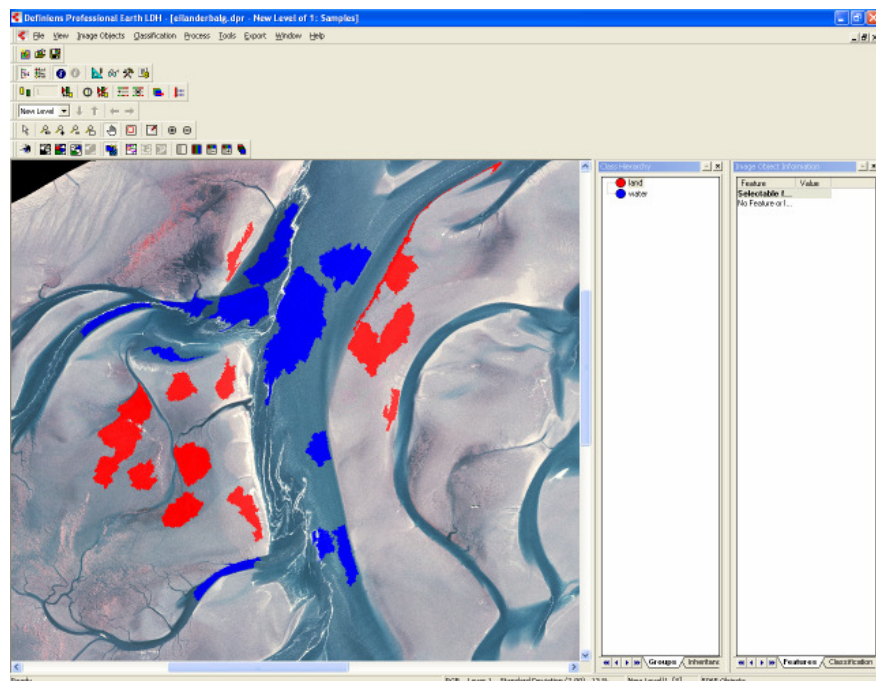 Definiens Professional Earth LDH - [eilanderbalg.dpr - New Level of 1: Samples]
File View Image Objects Classification Process Tools Export Window Help
New Level
Class Hierarchy
land
water
Groups
Image Object Information
Feature Value
Selectable f...
No Feature or I...
Features Classification
Ready